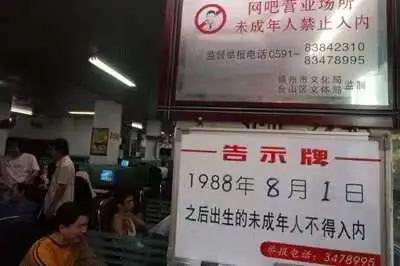 网吧营业场所
未成年人禁止入内
监督举报电话0591-83842310
83478995
福州市文化局
台山区文体局 监制
告示牌
1988年8月1日
之后出生的未成年人不得入内
举报电话：3478995